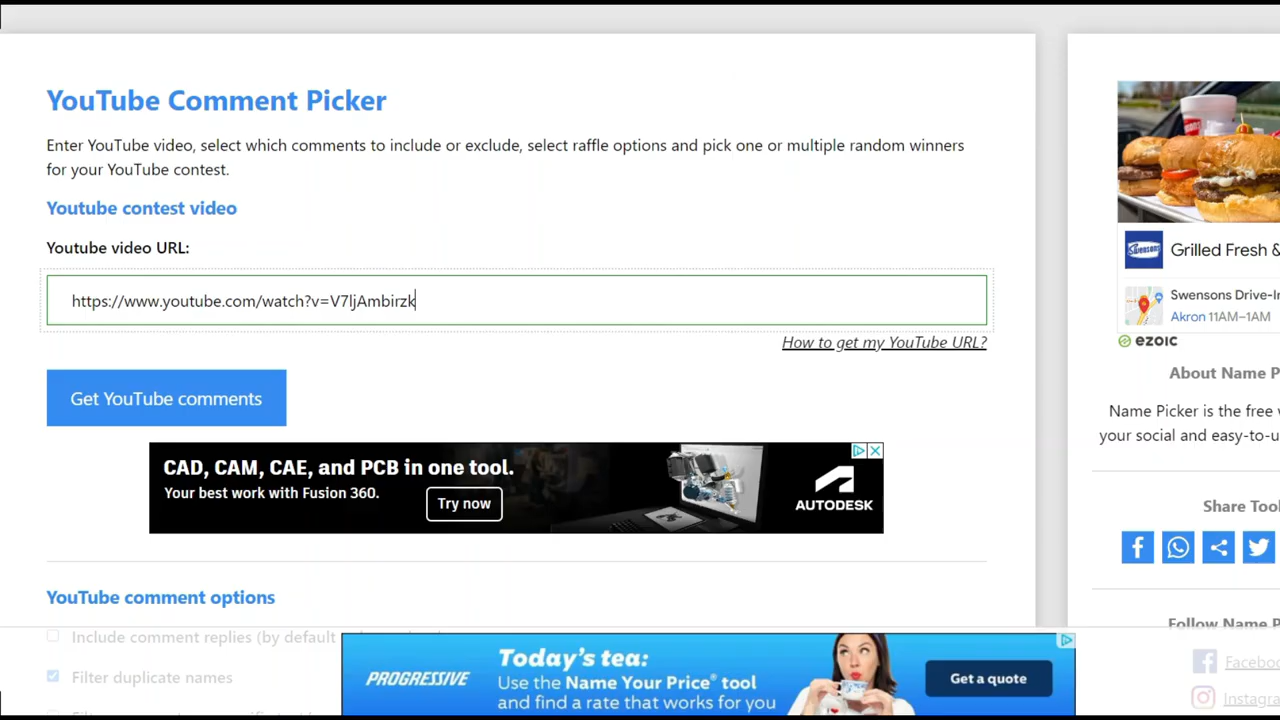 YouTube Comment Picker
Enter YouTube video, select which comments to include or exclude, select raffle options and pick one or multiple random winners
for your YouTube contest.
Youtube contest video
Youtube video URL:
https://www.youtube.com/watch?v=V7ljAmbirzk
How to get my YouTube URL?
Get YouTube comments
CAD, CAM, CAE, and PCB in one tool.
Your best work with Fusion 360.
Try now
AUTODESK
YouTube comment options
Include comment replies (by default
Filter duplicate names
PROGRESSIVE
Today's tea:
Use the Name Your Price® tool
and find a rate that works for you
Get a quote
Swensons
Grilled Fresh &
Swensons Drive-In
Akron 11AM–1AM
ezoic
About Name P
Name Picker is the free
your social and easy-to-u
Share Tool
Follow Name P
Faceboo
Instagra